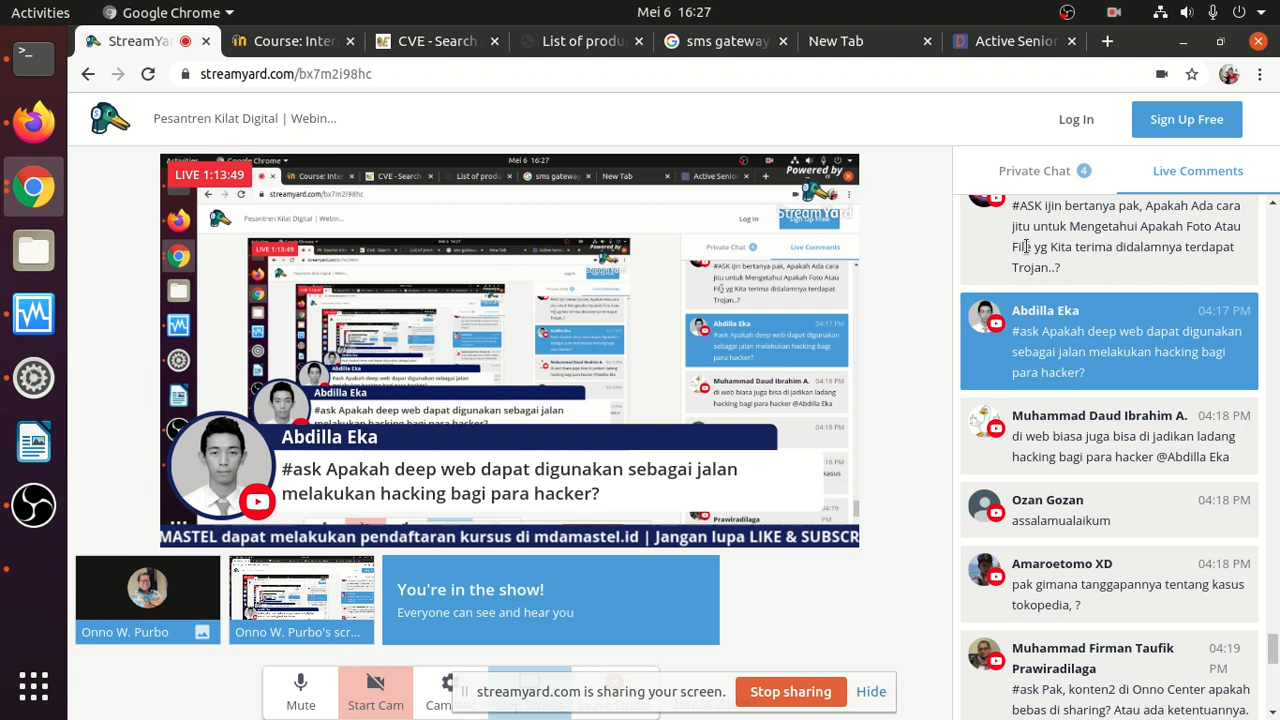 Activities
Google Chrome
Mei 6 16:27
StreamYa
Course: Inter
CVE - Search
List of produ
sms gateway
New Tab
Active Senior
streamyard.com/bx7m2i98hc
Pesantren Kilat Digital | Webin...
Log In
Sign Up Free
LIVE 1:13:49
Powered by
StreamYard
Abdilla Eka
#ask Apakah deep web dapat digunakan sebagai jalan
melakukan hacking bagi para hacker?
MASTEL dapat melakukan pendaftaran kursus di mdamastel.id | Jangan lupa LIKE & SUBSCR
Onno W. Purbo
Onno W. Purbo's scr...
You're in the show!
Everyone can see and hear you
Mute
Start Cam
Cam
streamyard.com is sharing your screen.
Stop sharing
Hide
Private Chat 4
Live Comments
#ASK ijin bertanya pak, Apakah Ada cara
jitu untuk Mengetahui Apakah Foto Atau
File yg Kita terima didalamnya terdapat
Trojan..?
Abdilla Eka 04:17 PM
#ask Apakah deep web dapat digunakan
sebagai jalan melakukan hacking bagi
para hacker?
Muhammad Daud Ibrahim A. 04:18 PM
di web biasa juga bisa di jadikan ladang
hacking bagi para hacker @Abdilla Eka
Ozan Gozan 04:18 PM
assalamualaikum
Amanoetomo XD 04:18 PM
pak gimana tanggapannya tentang kasus
tokopedia, ?
Muhammad Firman Taufik 04:19
Prawiradilaga PM
#ask Pak, konten2 di Onno Center apakah
bebas di sharing? Atau ada ketentuannya.